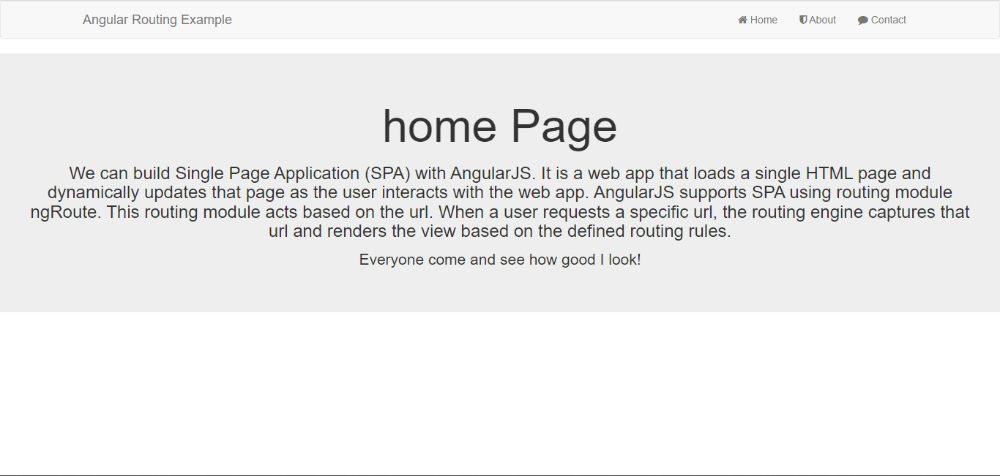 Angular Routing Example
Home About Contact
home Page
We can build Single Page Application (SPA) with AngularJS. It is a web app that loads a single HTML page and
dynamically updates that page as the user interacts with the web app. AngularJS supports SPA using routing module
ngRoute. This routing module acts based on the url. When a user requests a specific url, the routing engine captures that
url and renders the view based on the defined routing rules.
Everyone come and see how good I look!